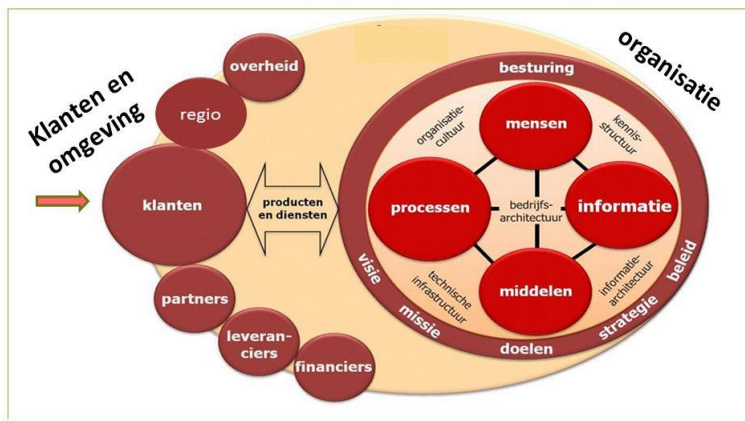 Klanten en
omgeving
organisatie
overheid
regio
klanten
partners
leveran-
ciers
financiers
producten
en diensten
besturing
organisatie-
cultuur
mensen
kennis-
structuur
processen
bedrijfs-
architectuur
informatie
technische
infrastructuur
middelen
informatie-
architectuur
visie
missie
doelen
strategie
beleid